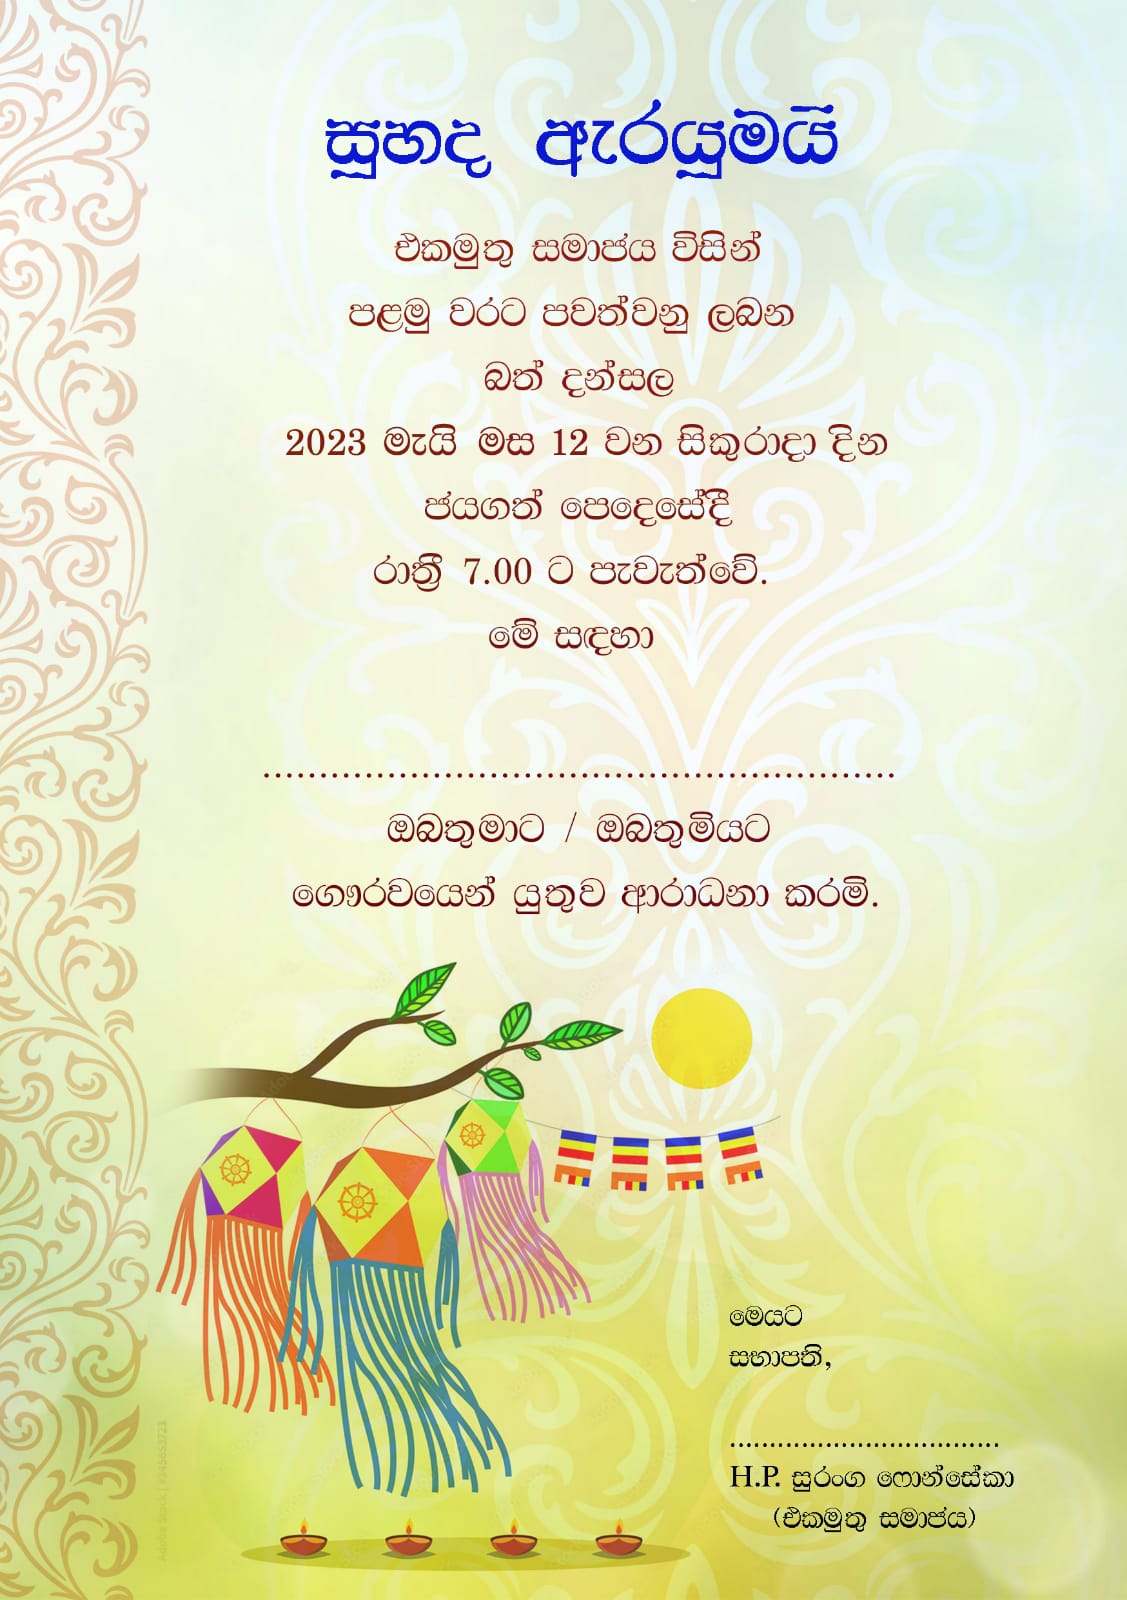 සුහද ඇරයුමයි
එකමුතු සමාජය විසින්
පළමු වරට පවත්වනු ලබන
බත් දන්සල
2023 මැයි මස 12 වන සිකුරාදා දින
ජයගත් පෙදෙසේදී
රාත්‍රී 7.00 ට පැවැත්වේ.
මේ සඳහා
............................................................
ඔබතුමාට / ඔබතුමියට
ගෞරවයෙන් යුතුව ආරාධනා කරමි.
මෙයට
සභාපති,
..................................
H.P. සුරංග ෆොන්සේකා
(එකමුතු සමාජය)